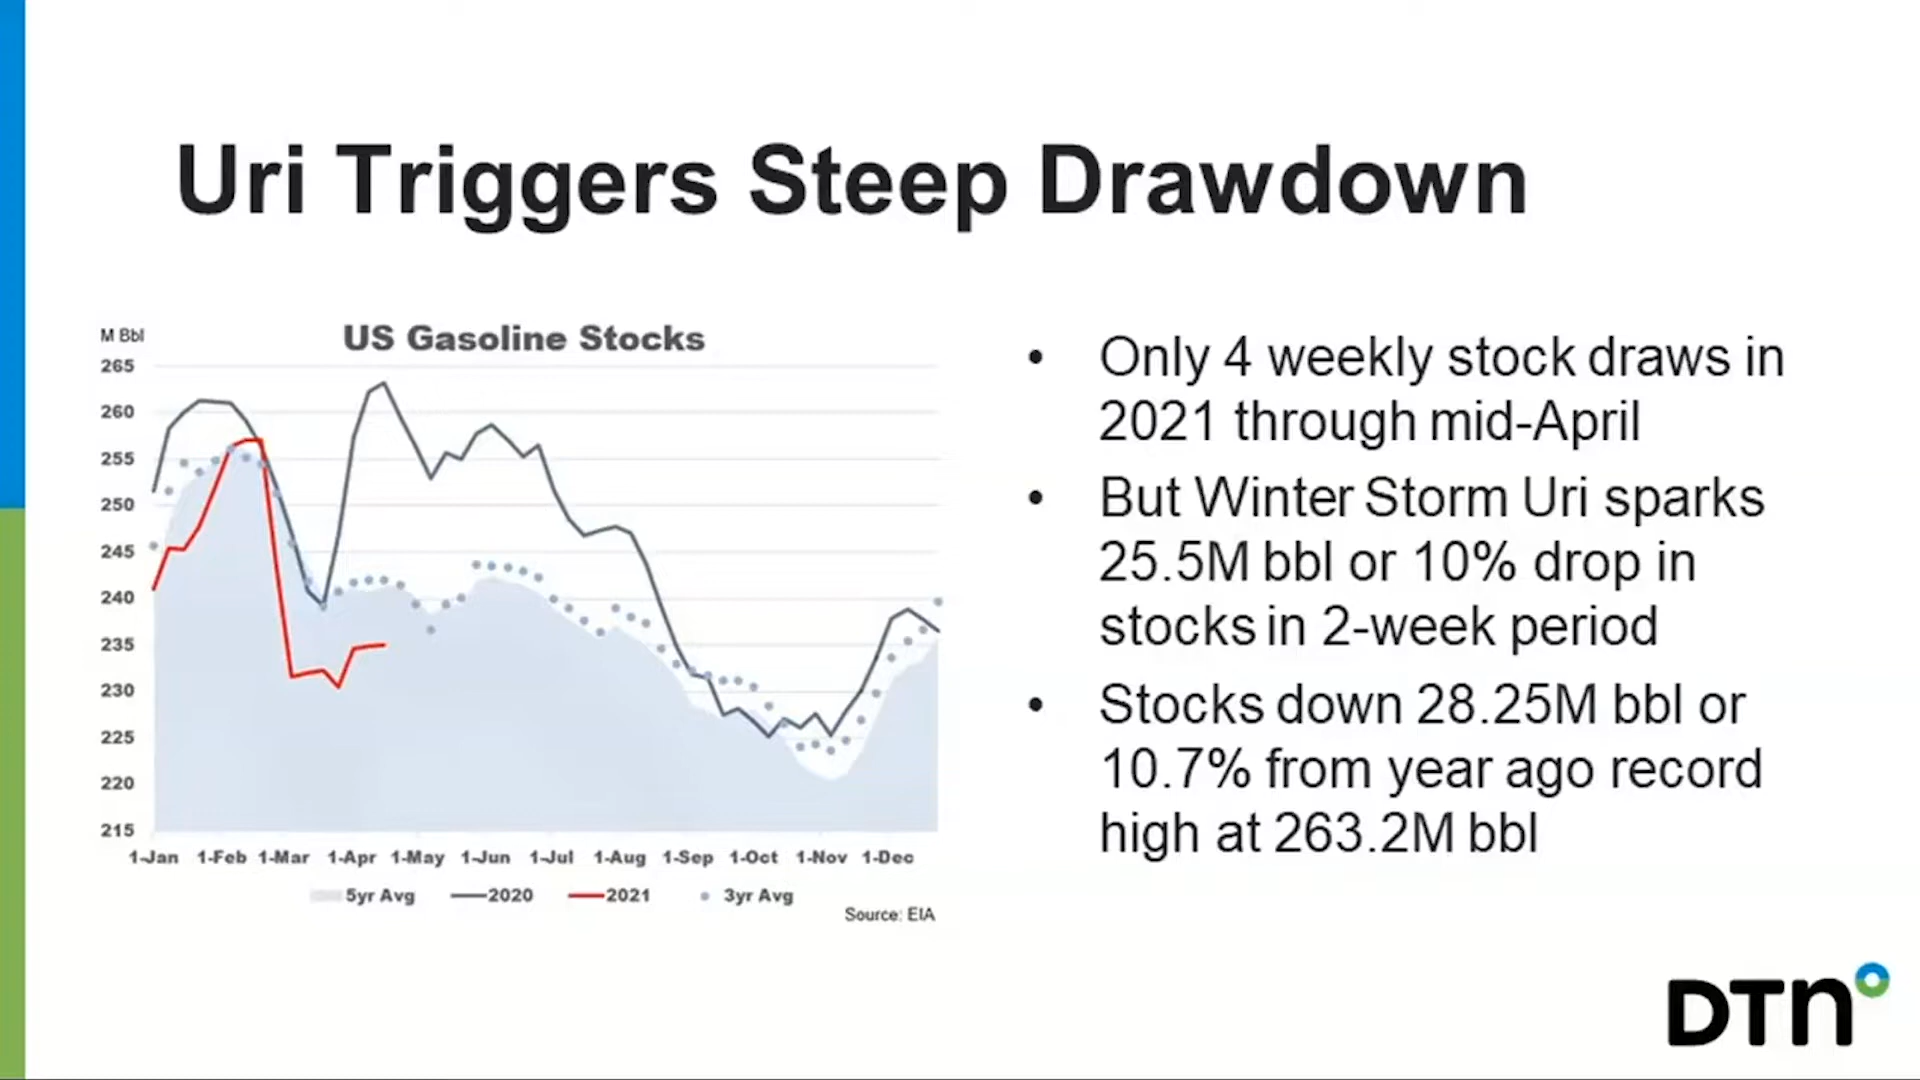 Uri Triggers Steep Drawdown
M Bbl
US Gasoline Stocks
265
260
255
250
245
240
235
230
225
220
215
1-Jan 1-Feb 1-Mar 1-Apr 1-May 1-Jun 1-Jul 1-Aug 1-Sep 1-Oct 1-Nov 1-Dec
5yr Avg 2020 2021 3yr Avg
Source: EIA
• Only 4 weekly stock draws in
2021 through mid-April
• But Winter Storm Uri sparks
25.5M bbl or 10% drop in
stocks in 2-week period
• Stocks down 28.25M bbl or
10.7% from year ago record
high at 263.2M bbl
DTN